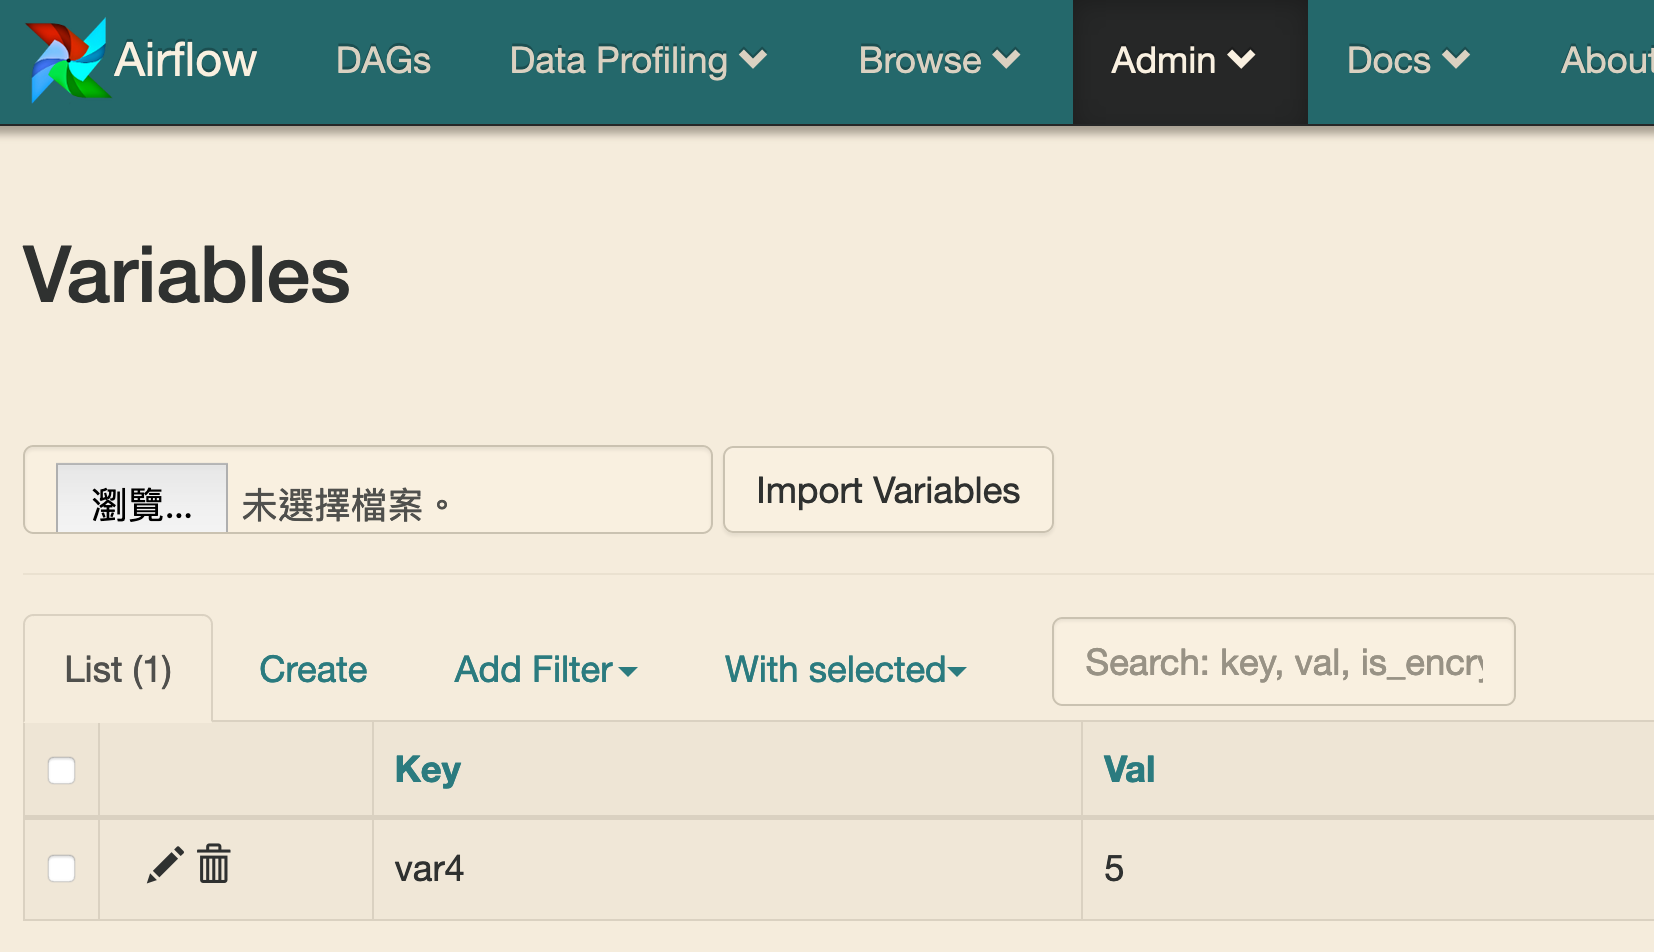 Airflow DAGs Data Profiling Browse Admin Docs About
Variables
瀏覽... 未選擇檔案。 Import Variables
List (1) Create Add Filter With selected Search: key, val, is_encry
Key Val
var4 5